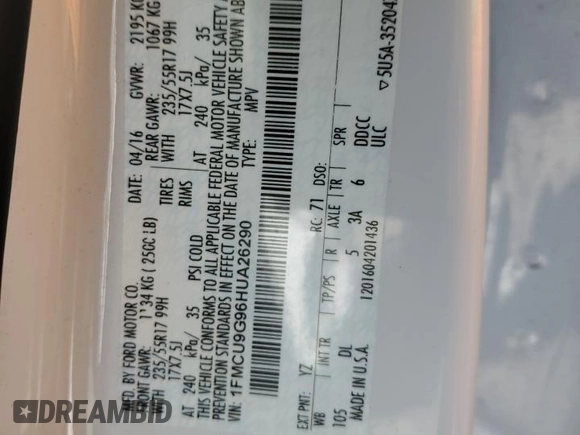 MFD. BY FORD MOTOR CO.
DATE: 04/16 GVWR: 2195 KG
FRONT GAWR: REAR GAWR: 1067 KG
WITH 235/55R17 99H TIRES WITH 235/55R17 99H
17X7.5J RIMS 17X7.5J
AT 240 kPa/ 35 PSI COLD AT 240 kPa/ 35
THIS VEHICLE CONFORMS TO ALL APPLICABLE FEDERAL MOTOR VEHICLE SAFETY
PREVENTION STANDARDS IN EFFECT ON THE DATE OF MANUFACTURE SHOWN AB
VIN: 1FMCU9G96HUA26290 TYPE: MPV
EXT PNT: YZ RC: 71 DSO:
WB INT TR TP/PS R AXLE TR SPR
105 DL 5 3A 6 DDCC
MADE IN U.S.A. ULC
1201604201436
▽5U5A-35204
DREAMBID